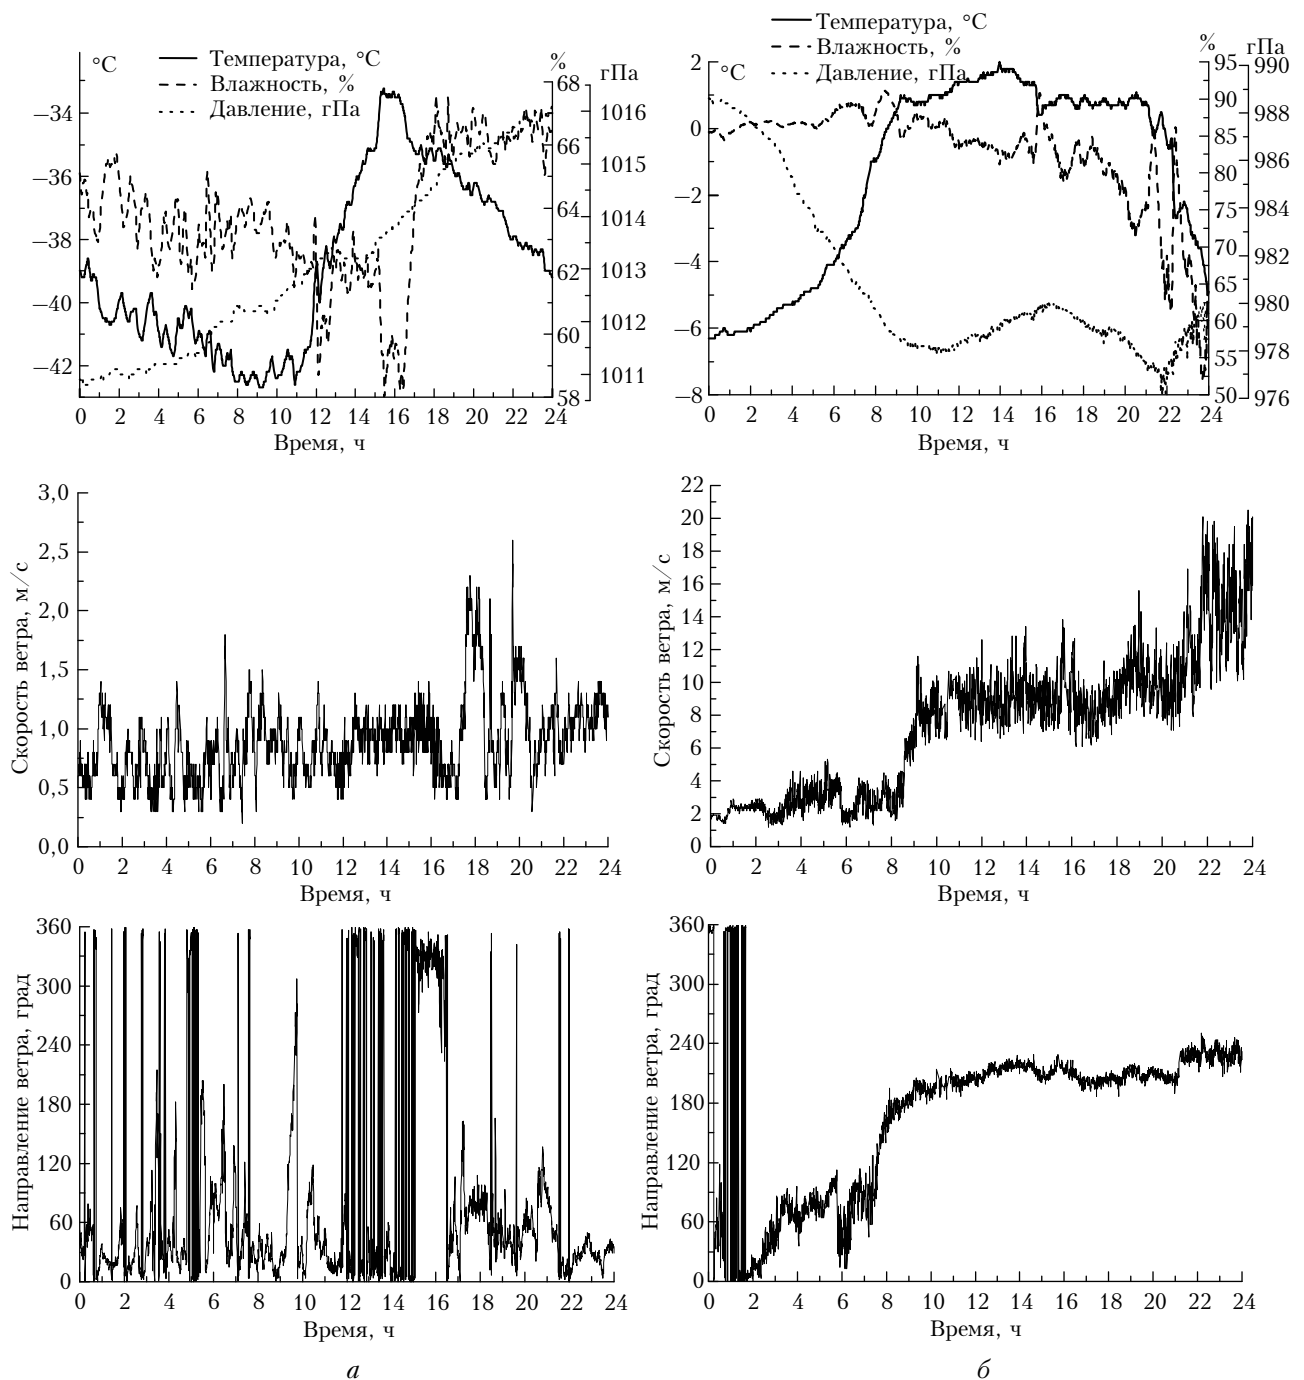 Температура, °C
Влажность, %
Давление, гПа
°C
% гПа
−34
−36
−38
−40
−42
68
66
64
62
60
58
1016
1015
1014
1013
1012
1011
0 2 4 6 8 10 12 14 16 18 20 22 24
Время, ч
Температура, °C
Влажность, %
Давление, гПа
°C
% гПа
2
0
−2
−4
−6
−8
95
90
85
80
75
70
65
60
55
50
990
988
986
984
982
980
978
976
0 2 4 6 8 10 12 14 16 18 20 22 24
Время, ч
Скорость ветра, м/с
3,0
2,5
2,0
1,5
1,0
0,5
0,0
0 2 4 6 8 10 12 14 16 18 20 22 24
Время, ч
Скорость ветра, м/с
22
20
18
16
14
12
10
8
6
4
2
0
0 2 4 6 8 10 12 14 16 18 20 22 24
Время, ч
Направление ветра, град
360
300
240
180
120
60
0
0 2 4 6 8 10 12 14 16 18 20 22 24
Время, ч
а
Направление ветра, град
360
300
240
180
120
60
0
0 2 4 6 8 10 12 14 16 18 20 22 24
Время, ч
б